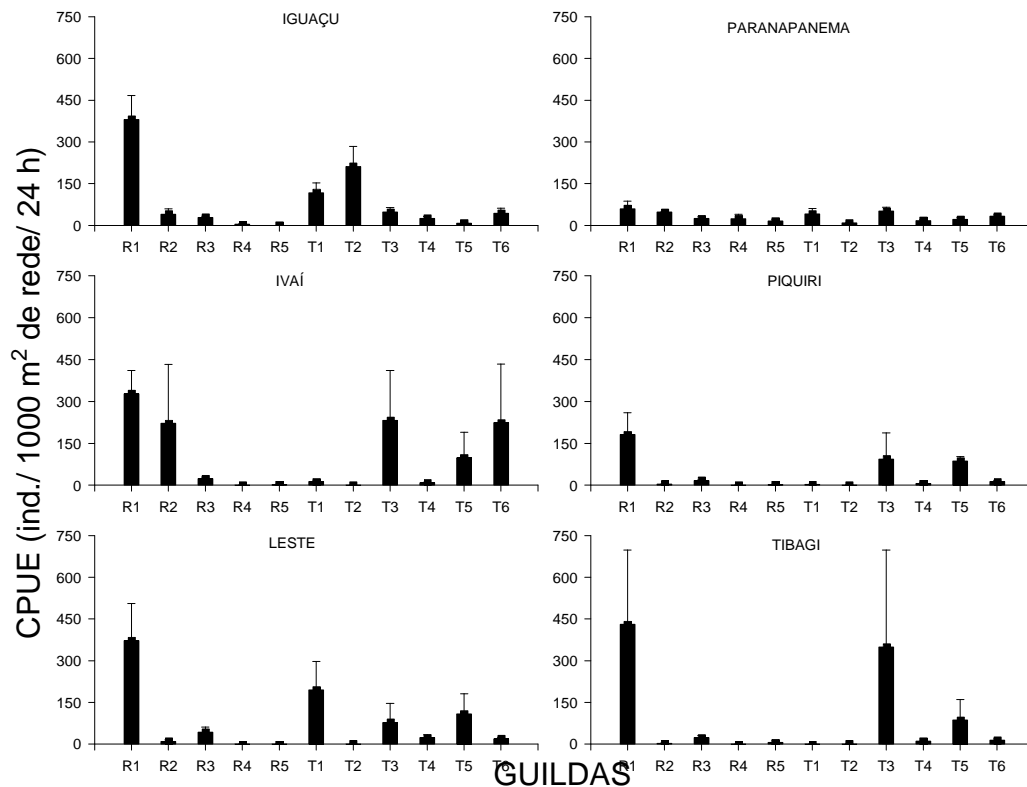 CPUE (ind./ 1000 m² de rede/ 24 h)
IGUAÇU
750
600
450
300
150
0
R1 R2 R3 R4 R5 T1 T2 T3 T4 T5 T6
PARANAPANEMA
750
600
450
300
150
0
R1 R2 R3 R4 R5 T1 T2 T3 T4 T5 T6
IVAÍ
750
600
450
300
150
0
R1 R2 R3 R4 R5 T1 T2 T3 T4 T5 T6
PIQUIRI
750
600
450
300
150
0
R1 R2 R3 R4 R5 T1 T2 T3 T4 T5 T6
LESTE
750
600
450
300
150
0
R1 R2 R3 R4 R5 T1 T2 T3 T4 T5 T6
TIBAGI
750
600
450
300
150
0
R1 R2 R3 R4 R5 T1 T2 T3 T4 T5 T6
GUILDAS